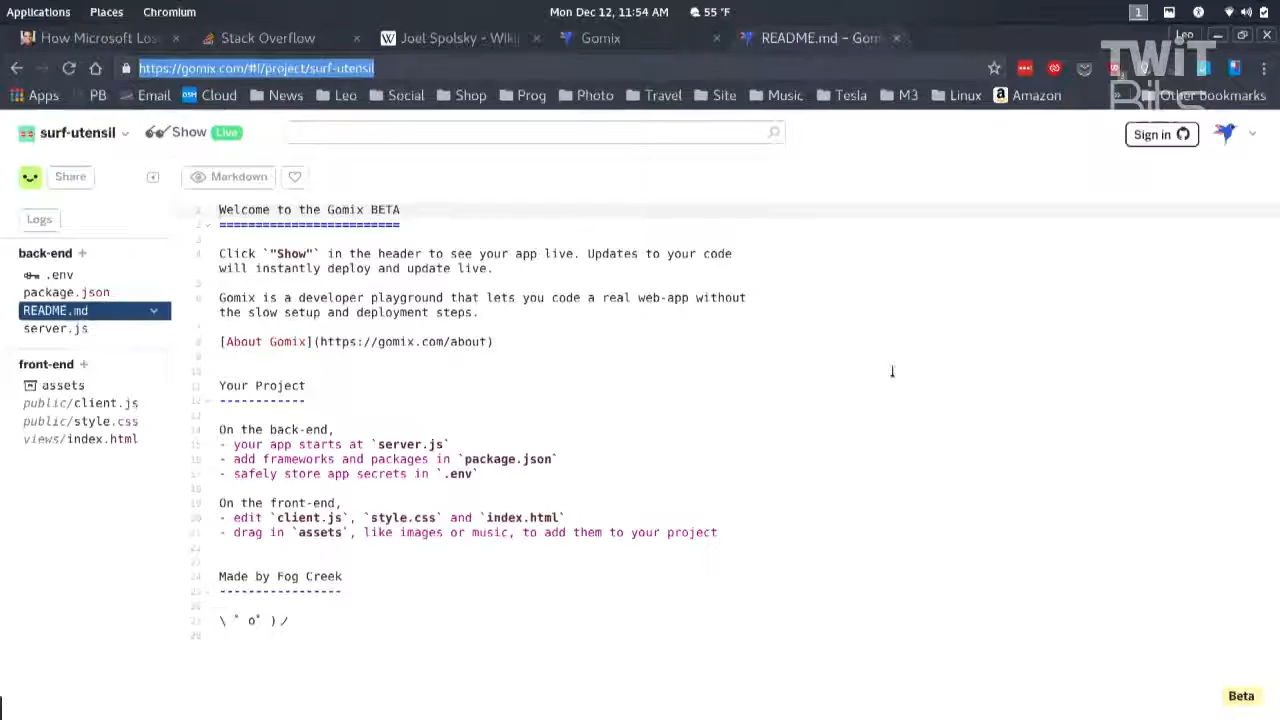 Applications Places Chromium Mon Dec 12, 11:54 AM 55 °F 1
How Microsoft Los × Stack Overflow × Joel Spolsky - Wiki × Gomix × README.md – Gom × Leo
https://gomix.com/#!/project/surf-utensil
TWiT
Bits
Apps PB Email Cloud News Leo Social Shop Prog Photo Travel Site Music Tesla M3 Linux Amazon » Other bookmarks
surf-utensil Show Live Sign in
Share Markdown
Logs
back-end +
.env
package.json
README.md
server.js
front-end +
assets
public/client.js
public/style.css
views/index.html
Welcome to the Gomix BETA
=========================
Click `"Show"` in the header to see your app live. Updates to your code
will instantly deploy and update live.
Gomix is a developer playground that lets you code a real web-app without
the slow setup and deployment steps.
[About Gomix](https://gomix.com/about)
Your Project
------------
On the back-end,
- your app starts at `server.js`
- add frameworks and packages in `package.json`
- safely store app secrets in `.env`
On the front-end,
- edit `client.js`, `style.css` and `index.html`
- drag in `assets`, like images or music, to add them to your project
Made by Fog Creek
-----------------
\ ゜o゜)ノ
Beta